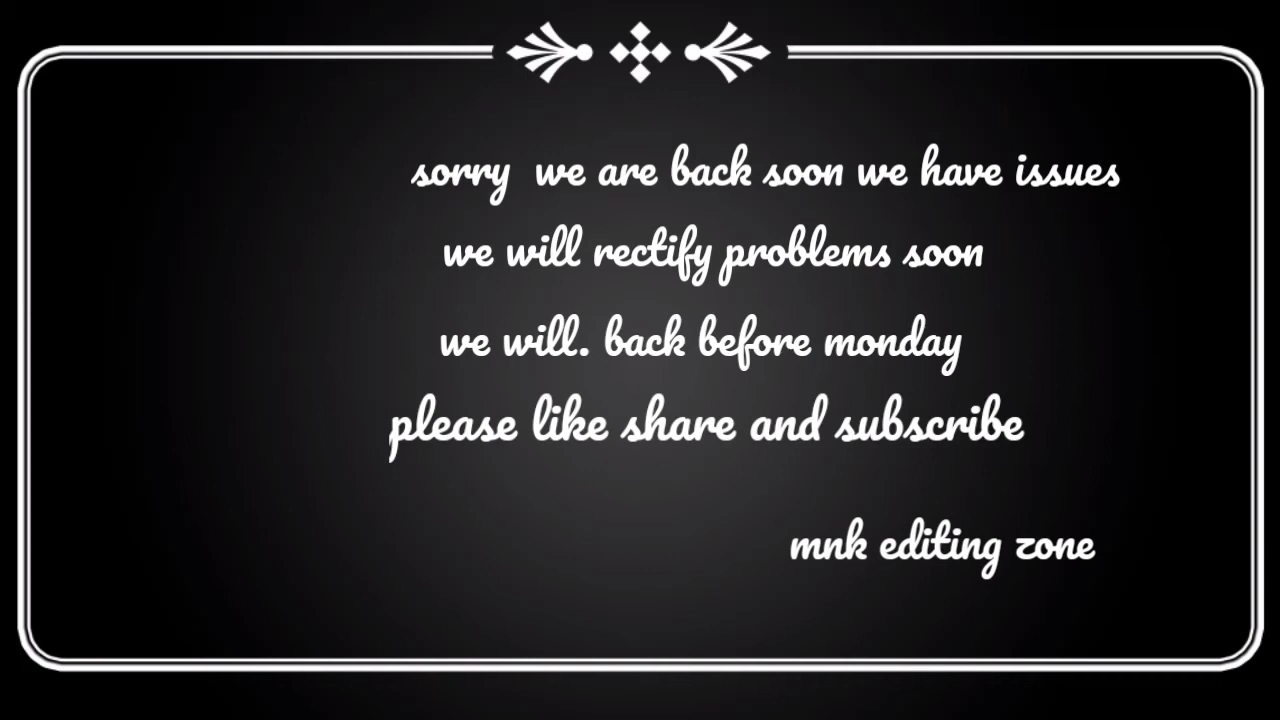 sorry we are back soon we have issues
we will rectify problems soon
we will. back before monday
please like share and subscribe
mnk editing zone